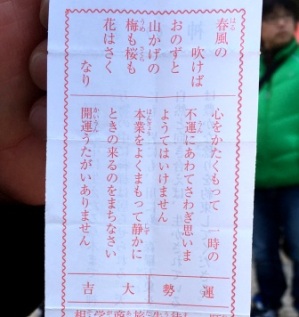 春風の
吹けば
おのずと
山かげの
梅も桜も
花はさく
なり
心をかたくもって 一時の
不運にあわてさわぎ思いま
ようてはいけません
本業をよくまもって静かに
ときの来るのをまちなさい
開運うたがいありません
運勢大吉